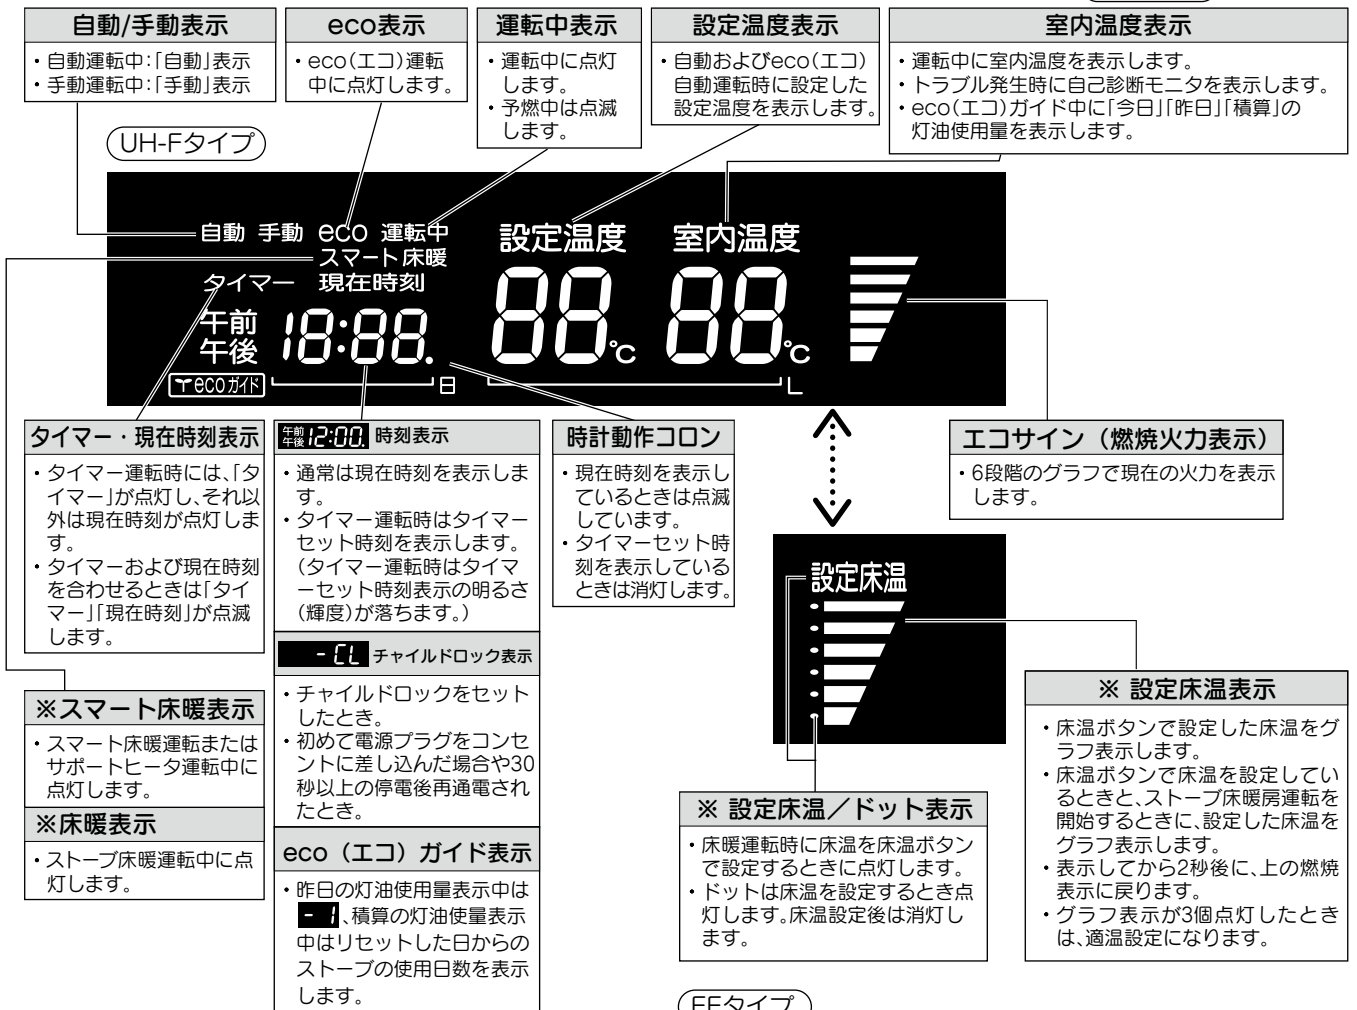 自動/手動表示
・自動運転中：「自動」表示
・手動運転中：「手動」表示
eco表示
・eco（エコ）運転
中に点灯します。
運転中表示
・運転中に点灯
します。
・予燃中は点滅
します。
設定温度表示
・自動およびeco（エコ）
自動運転時に設定した
設定温度を表示します。
室内温度表示
・運転中に室内温度を表示します。
・トラブル発生時に自己診断モニタを表示します。
・eco（エコ）ガイド中に「今日」「昨日」「積算」の
灯油使用量を表示します。
UH-Fタイプ
自動 手動 eco 運転中
スマート床暖
タイマー 現在時刻
午前
午後
18:88.
ecoガイド
日
設定温度
88℃
室内温度
88℃
L
タイマー・現在時刻表示
・タイマー運転時には、「タ
イマー」が点灯し、それ以
外は現在時刻が点灯しま
す。
・タイマーおよび現在時刻
を合わせるときは「タイ
マー」「現在時刻」が点滅
します。
午前
午後 12:00. 時刻表示
・通常は現在時刻を表示しま
す。
・タイマー運転時はタイマー
セット時刻を表示します。
（タイマー運転時はタイマ
ーセット時刻表示の明るさ
（輝度）が落ちます。）
- CL チャイルドロック表示
・チャイルドロックをセット
したとき。
・初めて電源プラグをコンセ
ントに差し込んだ場合や30
秒以上の停電後再通電され
たとき。
eco（エコ）ガイド表示
・昨日の灯油使用量表示中は
- 1、積算の灯油使量表示
中はリセットした日からの
ストーブの使用日数を表示
します。
時計動作コロン
・現在時刻を表示し
ているときは点滅
しています。
・タイマーセット時
刻を表示している
ときは消灯します。
エコサイン（燃焼火力表示）
・6段階のグラフで現在の火力を表示
します。
設定床温
※スマート床暖表示
・スマート床暖運転または
サポートヒータ運転中に
点灯します。
※床暖表示
・ストーブ床暖運転中に点
灯します。
※ 設定床温／ドット表示
・床暖運転時に床温を床温ボタン
で設定するときに点灯します。
・ドットは床温を設定するとき点
灯します。床温設定後は消灯し
ます。
※ 設定床温表示
・床温ボタンで設定した床温をグ
ラフ表示します。
・床温ボタンで床温を設定してい
るときと、ストーブ床暖房運転を
開始するときに、設定した床温を
グラフ表示します。
・表示してから2秒後に、上の燃焼
表示に戻ります。
・グラフ表示が3個点灯したとき
は、適温設定になります。